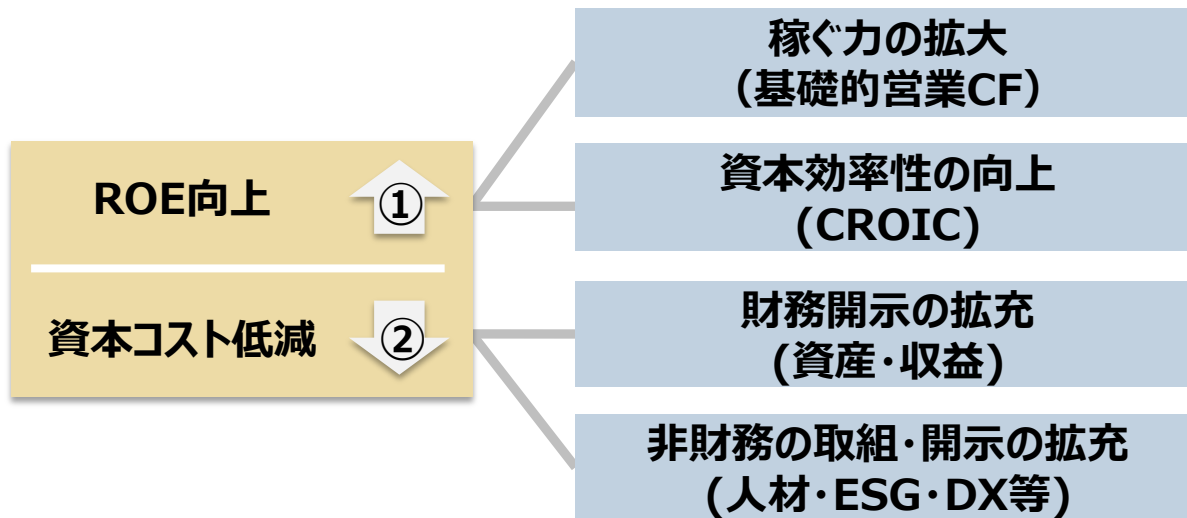 ROE向上
①
資本コスト低減
②
稼ぐ力の拡大
（基礎的営業CF）
資本効率性の向上
(CROIC)
財務開示の拡充
(資産・収益)
非財務の取組・開示の拡充
(人材・ESG・DX等)